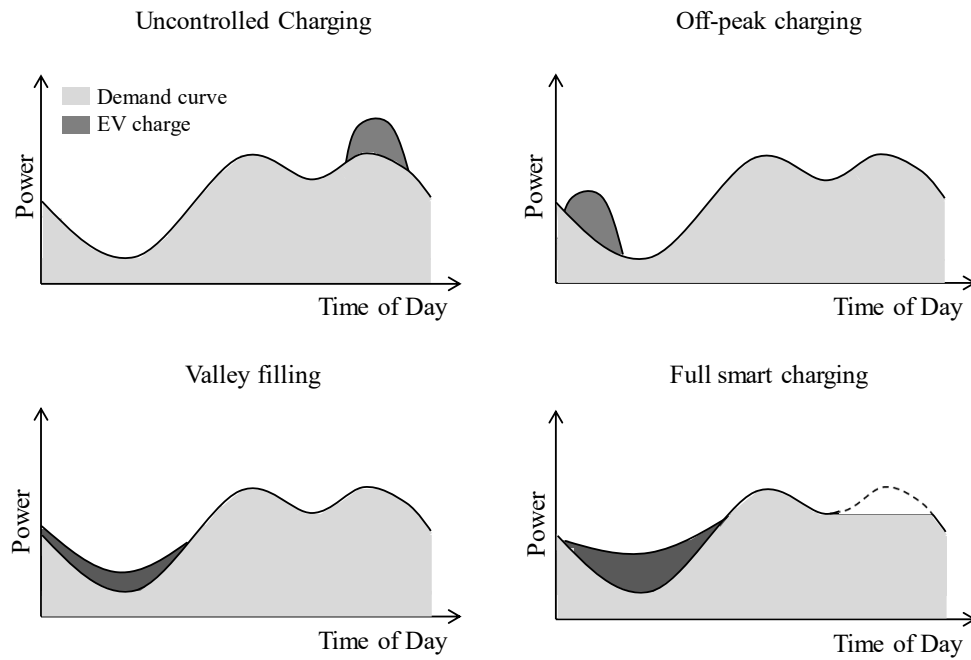 Uncontrolled Charging
Off-peak charging
Demand curve
EV charge
Power
Time of Day
Power
Time of Day
Valley filling
Full smart charging
Power
Time of Day
Power
Time of Day